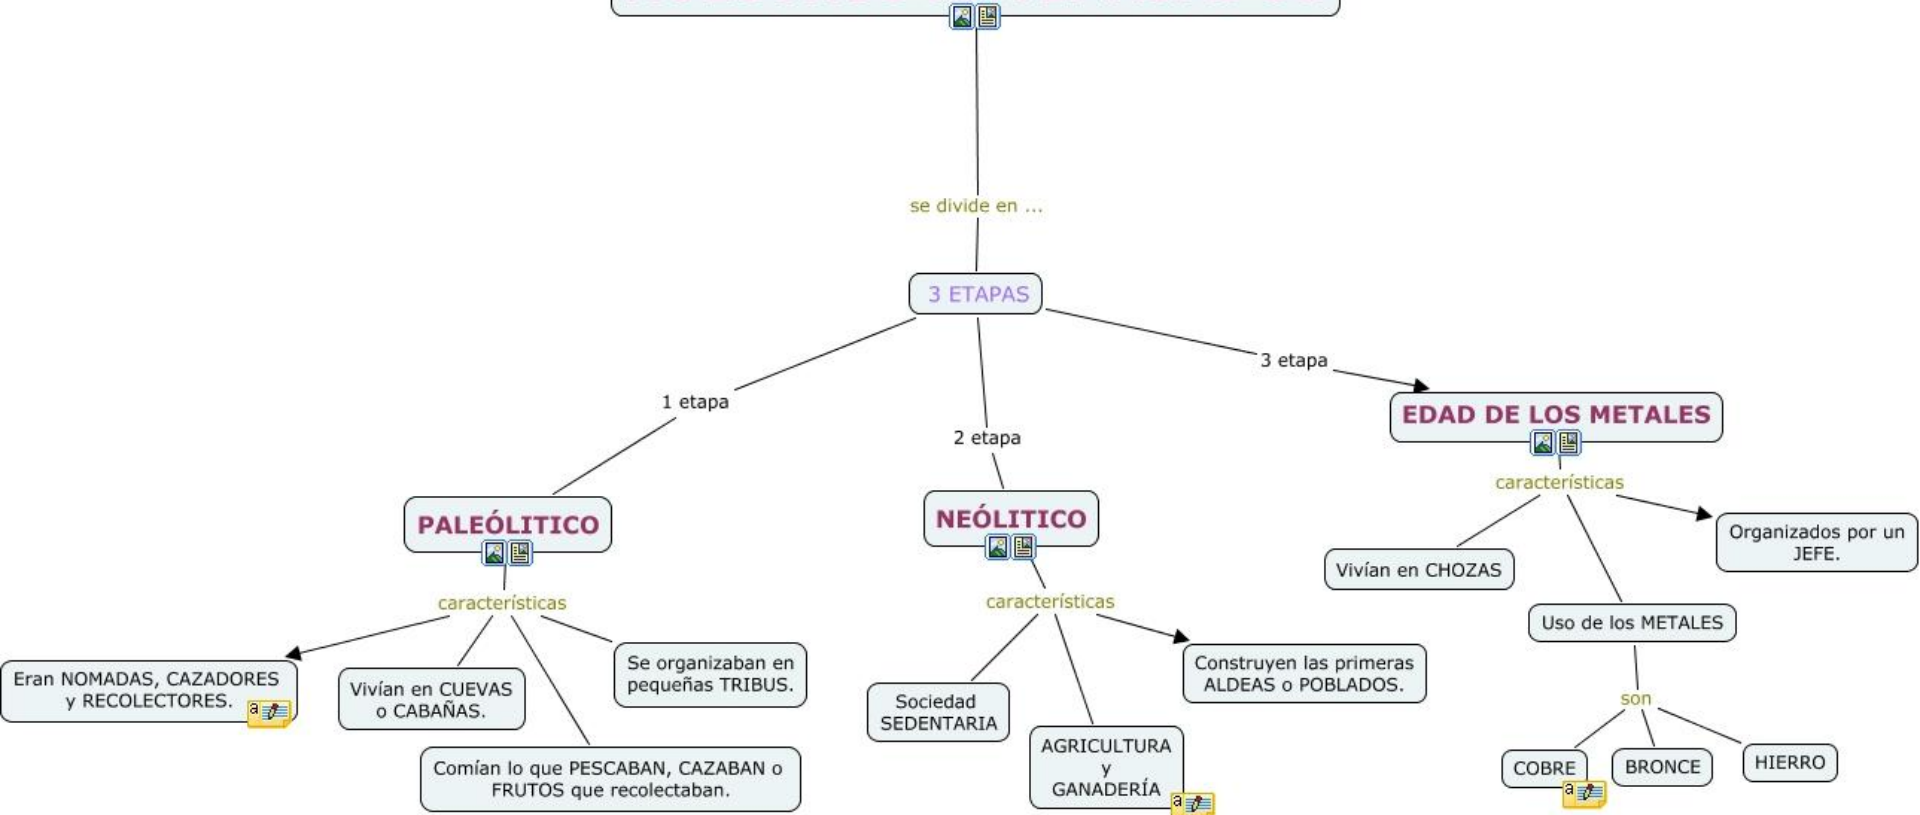 se divide en ...
3 ETAPAS
1 etapa
2 etapa
3 etapa
PALEÓLITICO
NEÓLITICO
EDAD DE LOS METALES
características
Eran NOMADAS, CAZADORES
y RECOLECTORES.
Vivían en CUEVAS
o CABAÑAS.
Comían lo que PESCABAN, CAZABAN o
FRUTOS que recolectaban.
Se organizaban en
pequeñas TRIBUS.
características
Sociedad
SEDENTARIA
AGRICULTURA
y
GANADERÍA
Construyen las primeras
ALDEAS o POBLADOS.
características
Vivían en CHOZAS
Uso de los METALES
Organizados por un
JEFE.
son
COBRE
BRONCE
HIERRO